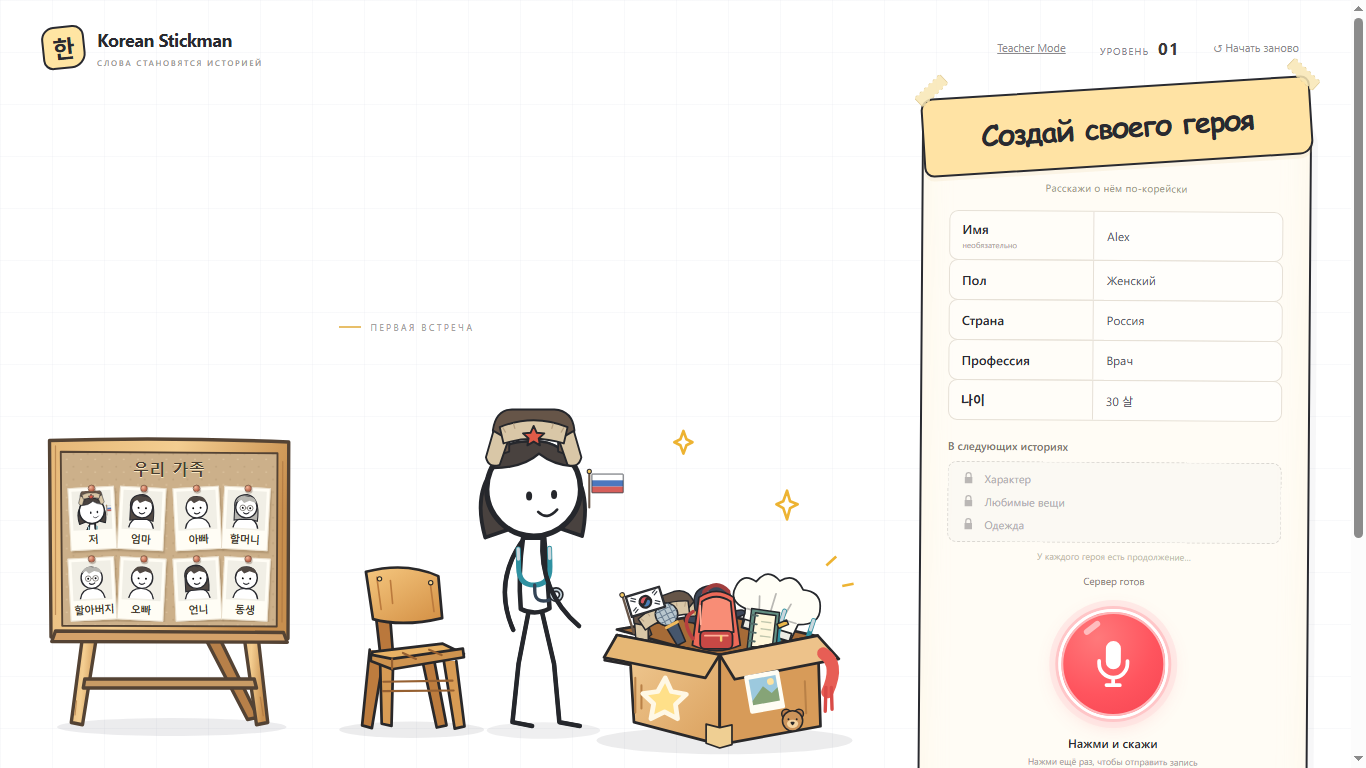 한
Korean Stickman
СЛОВА СТАНОВЯТСЯ ИСТОРИЕЙ
Teacher Mode
УРОВЕНЬ 01
↺ Начать заново
Создай своего героя
Расскажи о нём по-корейски
Имя
необязательно
Alex
Пол
Женский
Страна
Россия
Профессия
Врач
나이
30 살
В следующих историях
Характер
Любимые вещи
Одежда
У каждого героя есть продолжение...
Сервер готов
Нажми и скажи
Нажми ещё раз, чтобы отправить запись
ПЕРВАЯ ВСТРЕЧА
우리 가족
저
엄마
아빠
할머니
할아버지
오빠
언니
동생